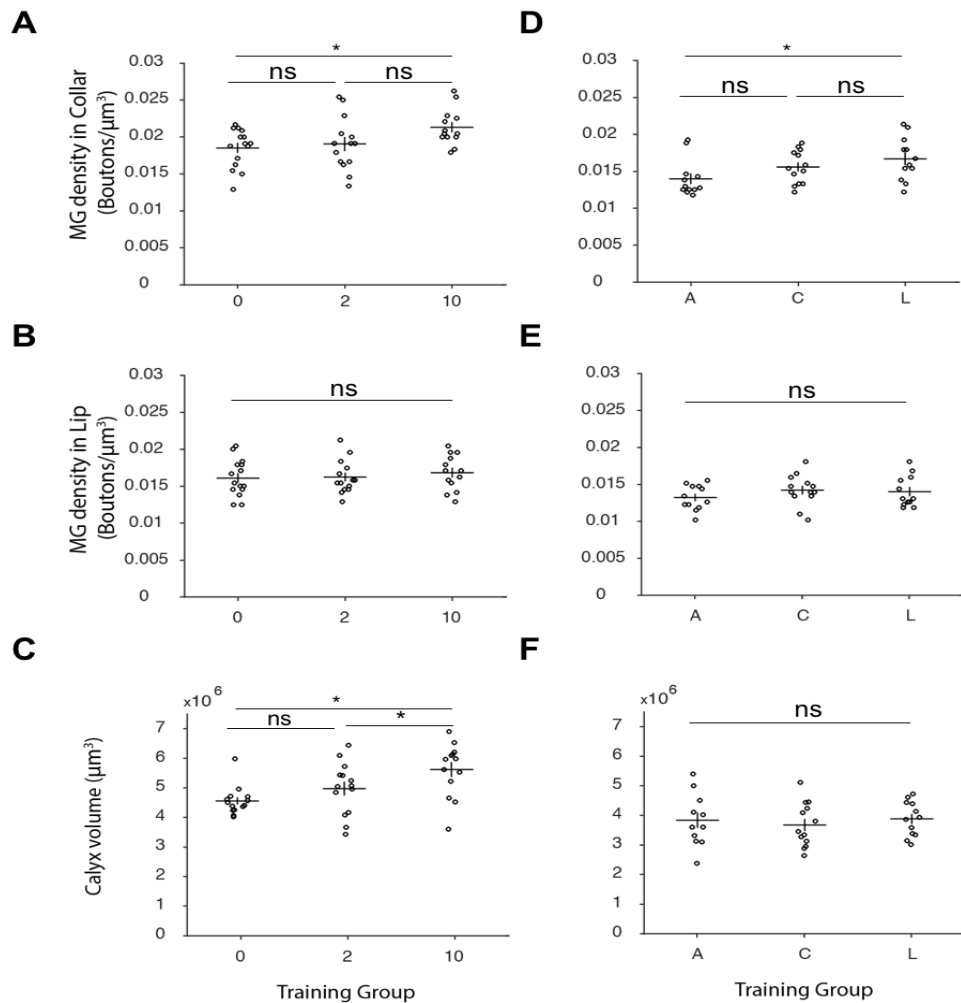 A
MG density in Collar
(Boutons/μm³)
0.03
0.025
0.02
0.015
0.01
0.005
0
*
ns
ns
0
2
10
D
0.03
0.025
0.02
0.015
0.01
0.005
0
*
ns
ns
A
C
L
B
MG density in Lip
(Boutons/μm³)
0.03
0.025
0.02
0.015
0.01
0.005
0
ns
0
2
10
E
0.03
0.025
0.02
0.015
0.01
0.005
0
ns
A
C
L
C
Calyx volume (μm³)
x10⁶
7
6
5
4
3
2
1
0
*
ns
*
0
2
10
Training Group
F
x10⁶
7
6
5
4
3
2
1
0
ns
A
C
L
Training Group